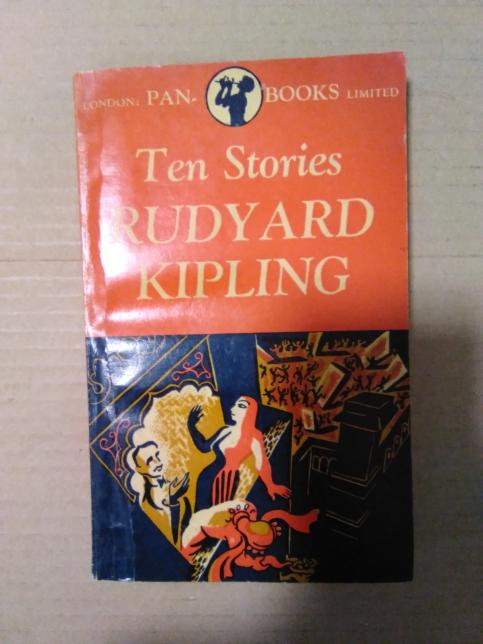 LONDON: PAN- BOOKS LIMITED
Ten Stories
RUDYARD
KIPLING